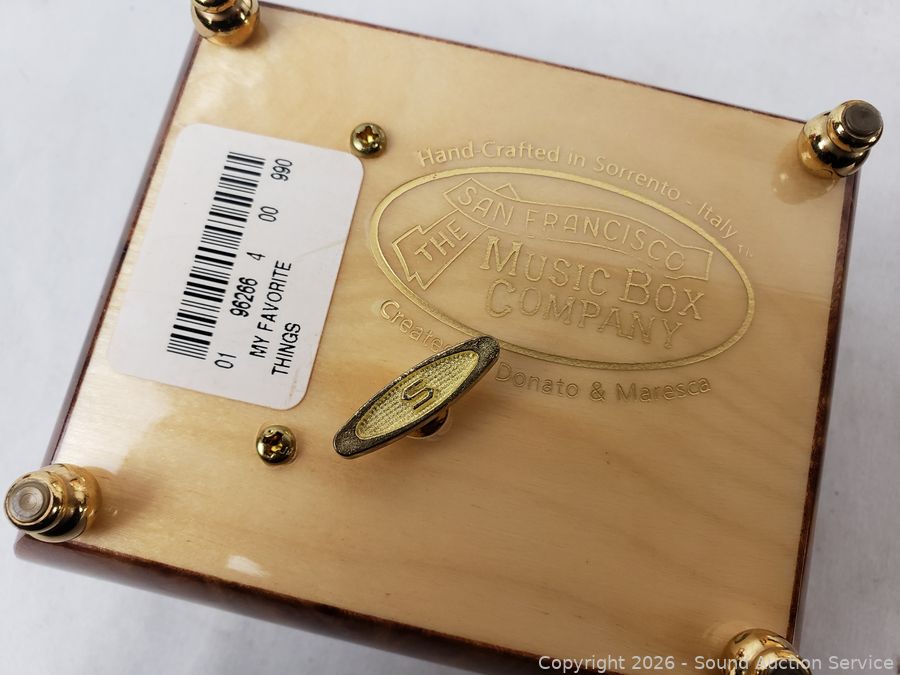 01 96266 4 00 990
MY FAVORITE
THINGS
Hand-Crafted in Sorrento - Italy
THE SAN FRANCISCO
MUSIC BOX
COMPANY
Donato & Maresca
S
Copyright 2026 - Sound Auction Service